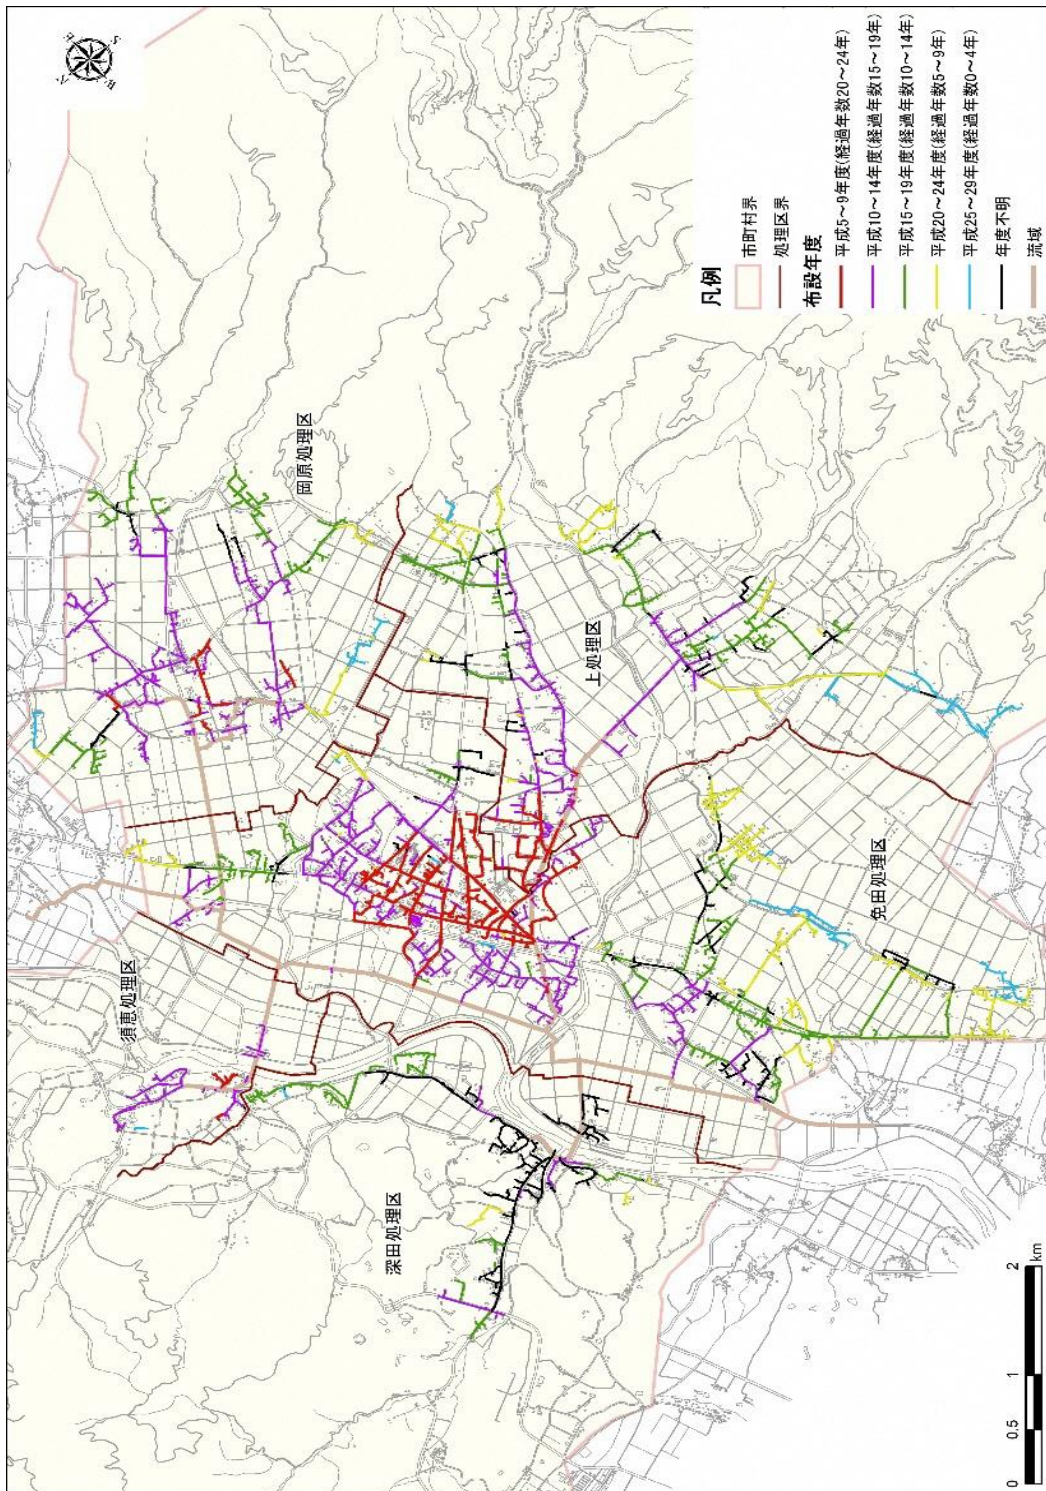 岡原処理区
須恵処理区
上処理区
免田処理区
深田処理区
凡例
市町村界
処理区界
布設年度
平成5～9年度(経過年数20～24年)
平成10～14年度(経過年数15～19年)
平成15～19年度(経過年数10～14年)
平成20～24年度(経過年数5～9年)
平成25～29年度(経過年数0～4年)
年度不明
流域
0 0.5 1 2
km
N
E
S
W